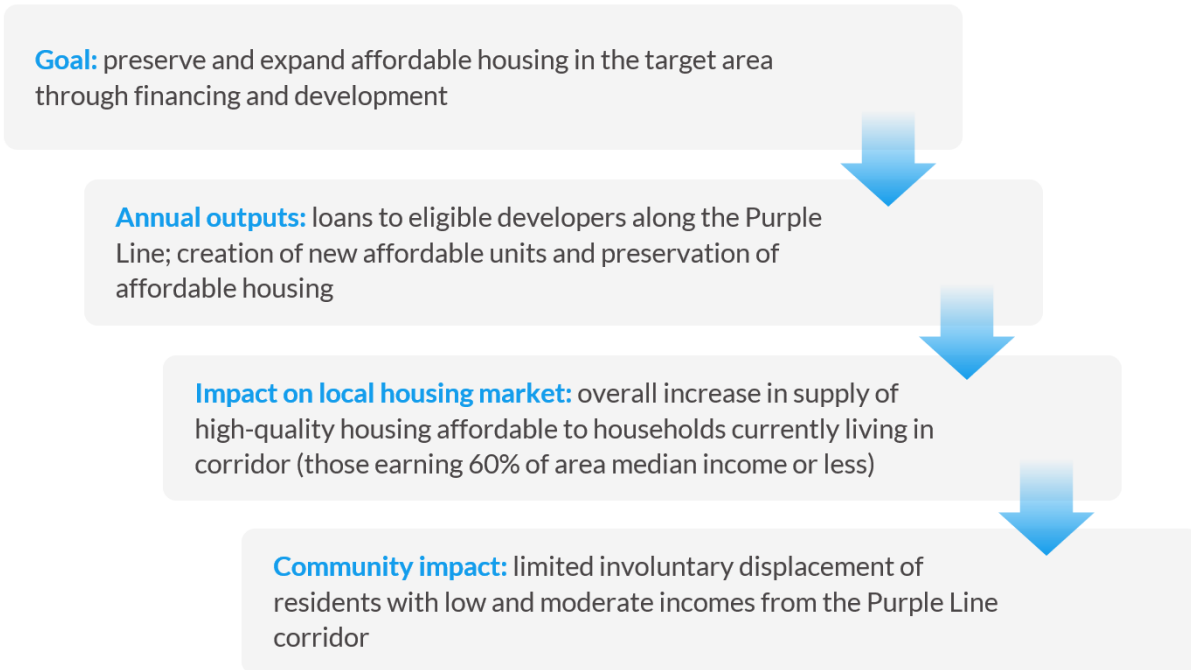 Goal: preserve and expand affordable housing in the target area
through financing and development
Annual outputs: loans to eligible developers along the Purple
Line; creation of new affordable units and preservation of
affordable housing
Impact on local housing market: overall increase in supply of
high-quality housing affordable to households currently living in
corridor (those earning 60% of area median income or less)
Community impact: limited involuntary displacement of
residents with low and moderate incomes from the Purple Line
corridor